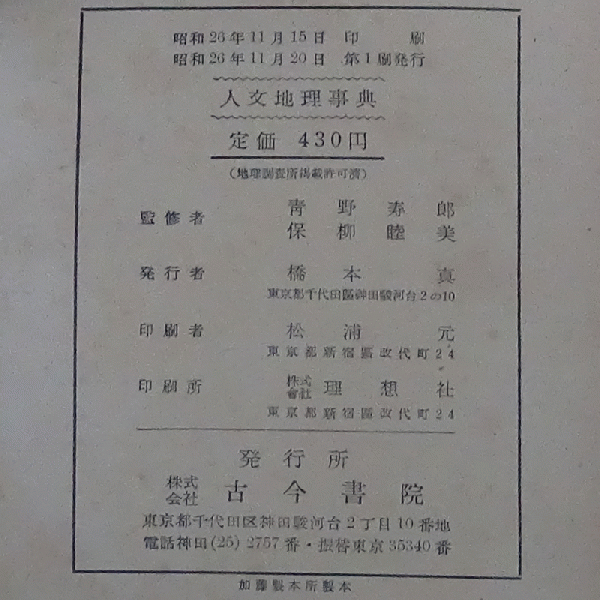 昭和26年11月15日 印刷
昭和26年11月20日 第1刷発行
人文地理事典
定価 430円
(地理調査所掲載許可済)
監修者 青野寿郎
保柳睦美
発行者 橋本真
東京都千代田區神田駿河台2の10
印刷者 松浦元
東京都新宿區改代町24
印刷所 株式會社 理想社
東京都新宿區改代町24
発行所
株式会社 古今書院
東京都千代田区神田駿河台2丁目10番地
電話神田(25)2757番・振替東京35340番
加藤製本所製本